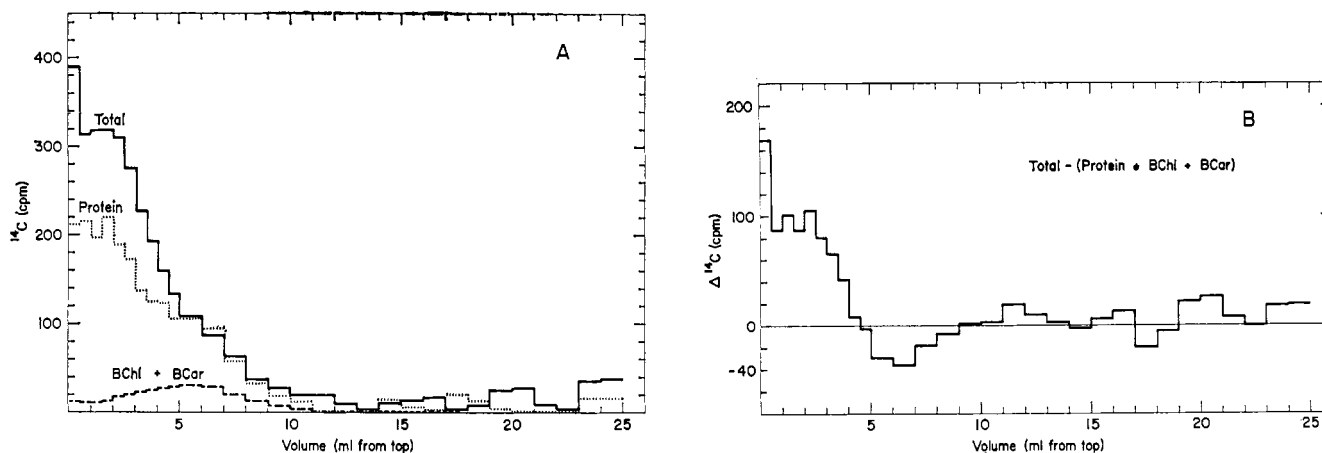 A
400
Total
300
Protein
¹⁴C (cpm)
200
100
BChl + BCar
5
10
15
20
25
Volume (ml from top)
B
200
Total - (Protein + BChl + BCar)
100
Δ ¹⁴C (cpm)
0
-40
5
10
15
20
25
Volume (ml from top)